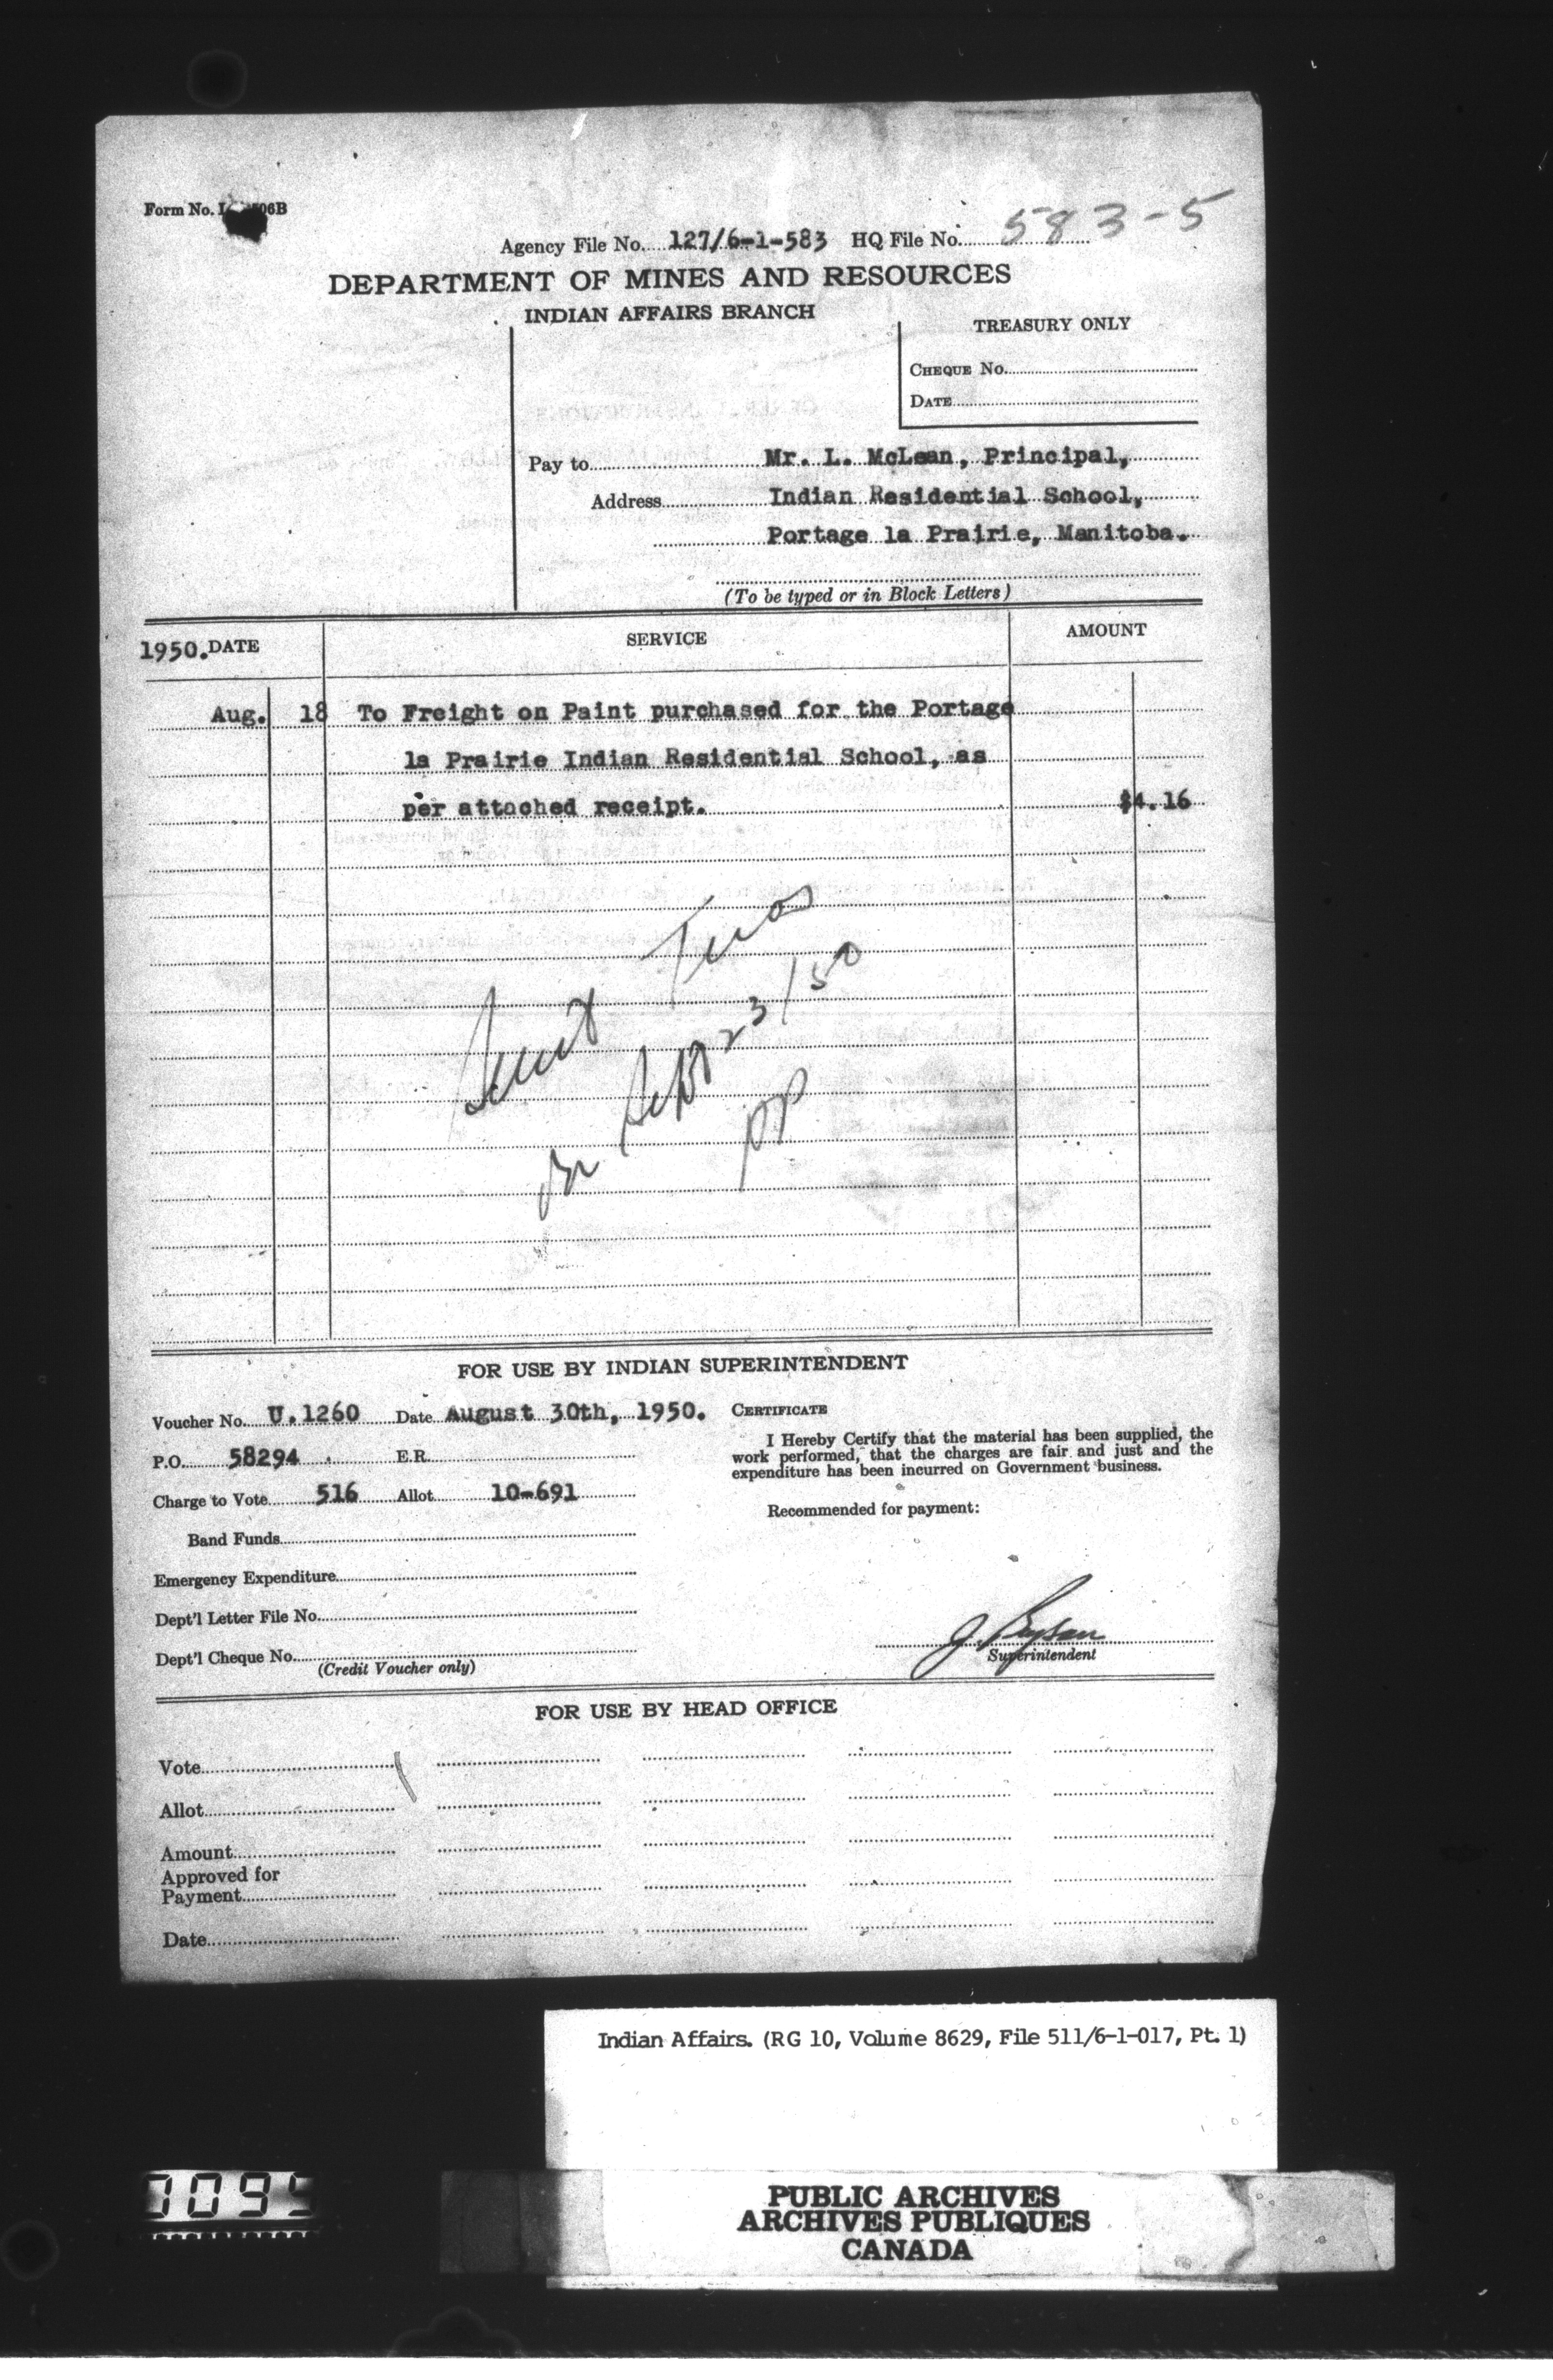 Form No. I 506B
Agency File No. 127/6-1-583 HQ File No. 583-5
DEPARTMENT OF MINES AND RESOURCES
INDIAN AFFAIRS BRANCH
TREASURY ONLY
CHEQUE No.
DATE
Pay to Mr. L. McLean, Principal,
Address Indian Residential School,
Portage la Prairie, Manitoba.
(To be typed or in Block Letters)
1950. DATE SERVICE AMOUNT
Aug. 18 To Freight on Paint purchased for the Portage
la Prairie Indian Residential School, as
per attached receipt. $4.16
Sent Treas
on Sept 23/50
FOR USE BY INDIAN SUPERINTENDENT
Voucher No. U.1260 Date August 30th, 1950.
P.O. 58294 E.R.
Charge to Vote 516 Allot. 10-691
Band Funds
Emergency Expenditure
Dept'l Letter File No.
Dept'l Cheque No.
(Credit Voucher only)
CERTIFICATE
I Hereby Certify that the material has been supplied, the
work performed, that the charges are fair and just and the
expenditure has been incurred on Government business.
Recommended for payment:
J. Bryson
Superintendent
FOR USE BY HEAD OFFICE
Vote
Allot
Amount
Approved for
Payment
Date
Indian Affairs. (RG 10, Volume 8629, File 511/6-1-017, Pt. 1)
PUBLIC ARCHIVES
ARCHIVES PUBLIQUES
CANADA